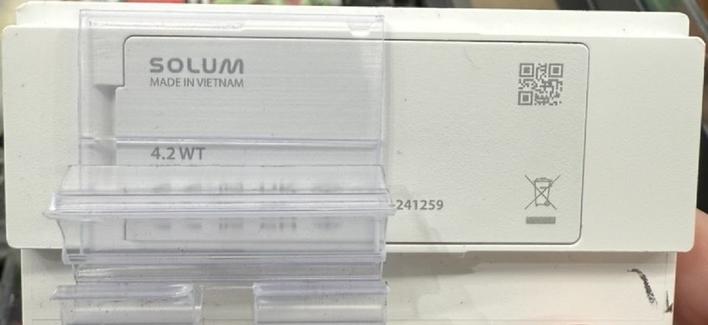 SOLUM
MADE IN VIETNAM
4.2 WT
-241259